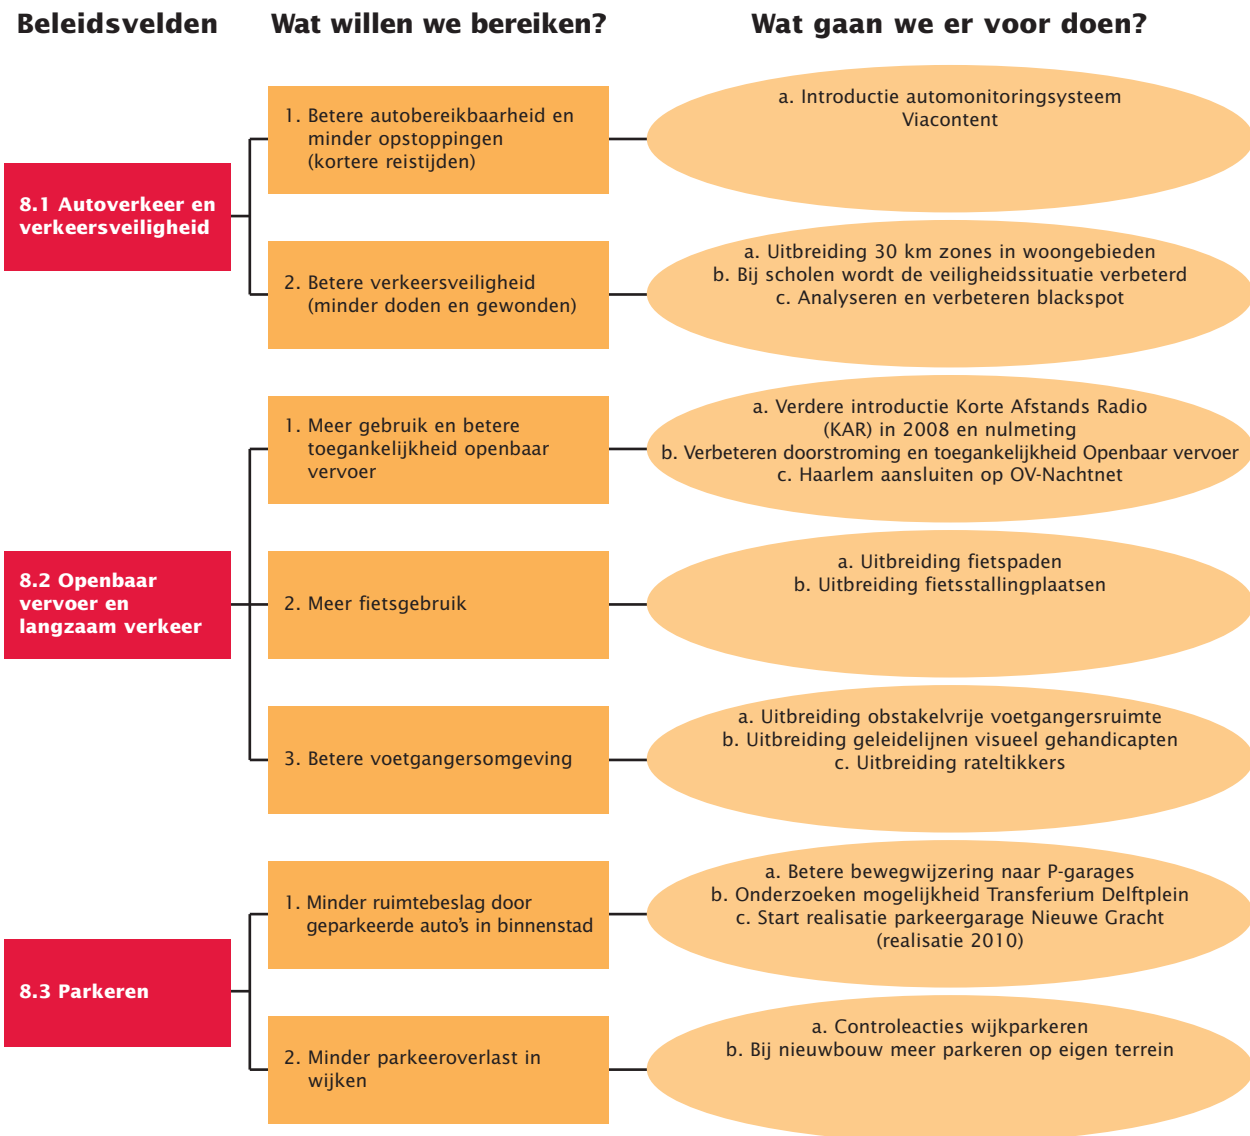 Beleidsvelden
Wat willen we bereiken?
Wat gaan we er voor doen?
8.1 Autoverkeer en
verkeersveiligheid
1. Betere autobereikbaarheid en
minder opstoppingen
(kortere reistijden)
a. Introductie automonitoringsysteem
Viacontent
2. Betere verkeersveiligheid
(minder doden en gewonden)
a. Uitbreiding 30 km zones in woongebieden
b. Bij scholen wordt de veiligheidssituatie verbeterd
c. Analyseren en verbeteren blackspot
8.2 Openbaar
vervoer en
langzaam verkeer
1. Meer gebruik en betere
toegankelijkheid openbaar
vervoer
a. Verdere introductie Korte Afstands Radio
(KAR) in 2008 en nulmeting
b. Verbeteren doorstroming en toegankelijkheid Openbaar vervoer
c. Haarlem aansluiten op OV-Nachtnet
2. Meer fietsgebruik
a. Uitbreiding fietspaden
b. Uitbreiding fietsstallingplaatsen
3. Betere voetgangersomgeving
a. Uitbreiding obstakelvrije voetgangersruimte
b. Uitbreiding geleidelijnen visueel gehandicapten
c. Uitbreiding rateltikkers
8.3 Parkeren
1. Minder ruimtebeslag door
geparkeerde auto's in binnenstad
a. Betere bewegwijzering naar P-garages
b. Onderzoeken mogelijkheid Transferium Delftplein
c. Start realisatie parkeergarage Nieuwe Gracht
(realisatie 2010)
2. Minder parkeeroverlast in
wijken
a. Controleacties wijkparkeren
b. Bij nieuwbouw meer parkeren op eigen terrein